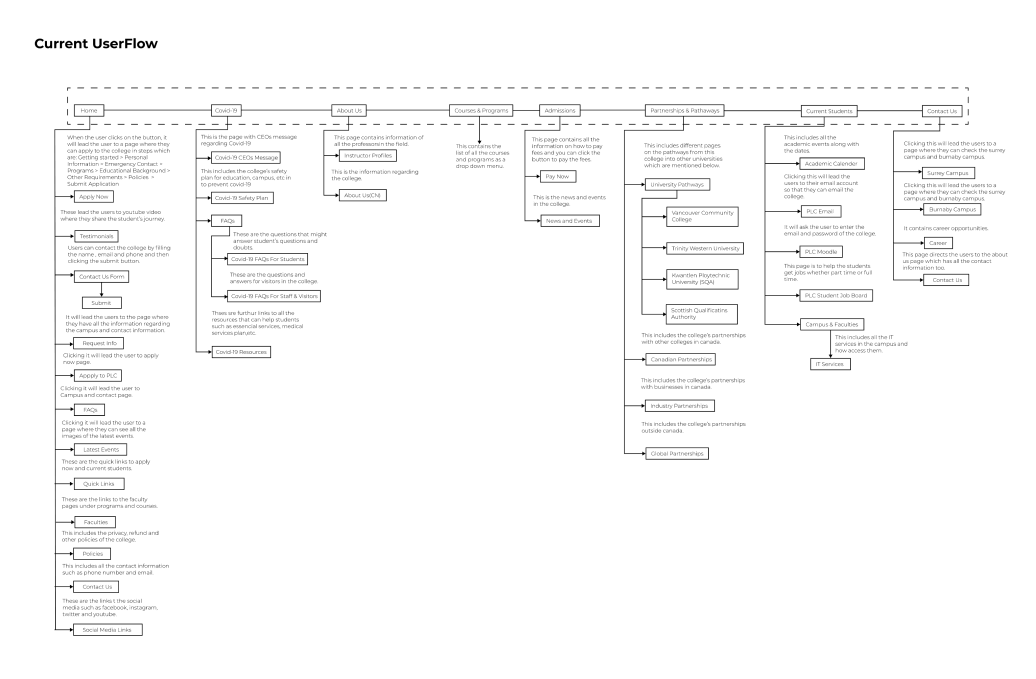 Current UserFlow
Home
Covid-19
About Us
Courses & Programs
Admissions
Partnerships & Pathaways
Current Students
Contact Us
When the user clicks on the button, it
will lead the user to a page where they
can apply to the college in steps which
are: Getting started > Personal
Information > Emergency Contact >
Programs > Educational Background >
Other Requirements > Policies >
Submit Application
Apply Now
These lead the users to youtube video
where they share the student's journey.
Testimonials
Users can contact the college by filling
the name, email and phone and then
clicking the submit button.
Contact Us Form
Submit
It will lead the users to the page where
they have all the information regarding
the campus and contact information.
Request Info
Clicking it will lead the user to apply
now page.
Appply to PLC
Clicking it will lead the user to
Campus and contact page.
FAQs
Clicking it will lead the user to a
page where they can see all the
images of the latest events.
Latest Events
These are the quick links to apply
now and current students.
Quick Links
These are the links to the faculty
pages under programs and courses.
Faculties
This includes the privacy, refund and
other policies of the college.
Policies
This includes all the contact information
such as phone number and email.
Contact Us
These are the links t the social
media such as facebook, instagram,
twitter and youtube.
Social Media Links
This is the page with CEOs message
regarding Covid-19
Covid-19 CEOs Message
This includes the college's safety
plan for education, campus, etc in
to prevent covid-19
Covid-19 Safety Plan
FAQs
These are the questions that might
answer student's questions and
doubts.
Covid-19 FAQs For Students
These are the questions and
answers for visitors in the college.
Covid-19 FAQs For Staff & Visitors
Thses are furthur links to all the
resources that can help students
such as essencial services, medical
services plan,etc.
Covid-19 Resources
This page contains information of
all the professors in the field.
Instructor Profiles
This is the information regarding
the college.
About Us(CN)
This contains the
list of all the courses
and programs as a
drop down menu.
This page contains all the
information on how to pay
fees and you can click the
button to pay the fees.
Pay Now
This is the news and events
in the college.
News and Events
This includes different pages
on the pathways from this
college into other universities
which are mentioned below.
University Pathways
Vancouver Community
College
Trinity Western University
Kwantlen Ploytechnic
University (SQA)
Scottish Qualificatins
Authority
This includes the college's partnerships
with other colleges in canada.
Canadian Partnerships
This includes the college's partnerships
with businesses in canada.
Industry Partnerships
This includes the college's partnerships
outside canada.
Global Partnerships
This includes all the
academic events along with
the dates.
Academic Calender
Clicking this will lead the
users to their email account
so that they can email the
college.
PLC Email
It will ask the user to enter the
email and password of the college.
PLC Moodle
This page is to help the students
get jobs whether part time or full
time.
PLC Student Job Board
Campus & Faculties
This includes all the IT
services in the campus and
how access them.
IT Services
Clicking this will lead the users to a
page where they can check the surrey
campus and burnaby campus.
Surrey Campus
Clicking this will lead the users to a
page where they can check the surrey
campus and burnaby campus.
Burnaby Campus
It contains career opportunities.
Career
This page directs the users to the about
us page which has all the contact
information too.
Contact Us